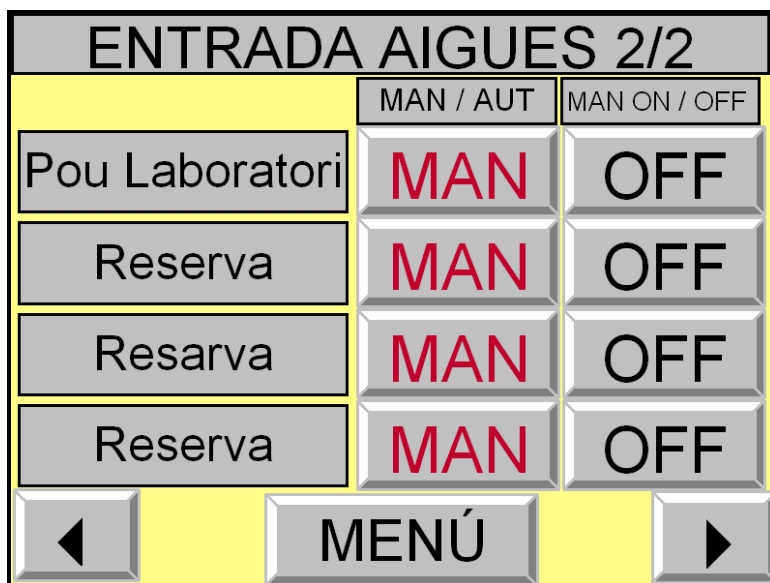 ENTRADA AIGUES 2/2
MAN / AUT MAN ON / OFF
Pou Laboratori MAN OFF
Reserva MAN OFF
Resarva MAN OFF
Reserva MAN OFF
MENÚ